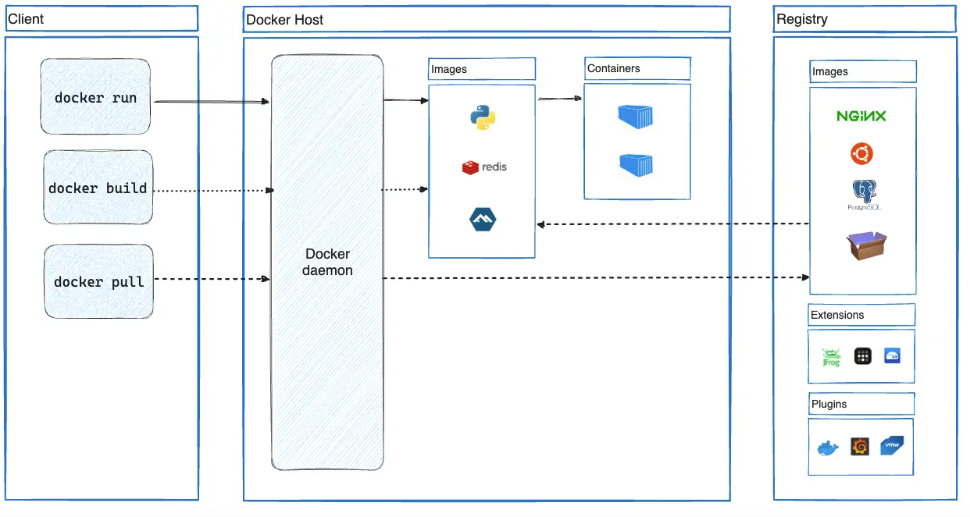 Client
docker run
docker build
docker pull
Docker Host
Docker
daemon
Images
redis
Containers
Registry
Images
NGINX
PostgreSQL
Extensions
JFrog
Plugins
vmw